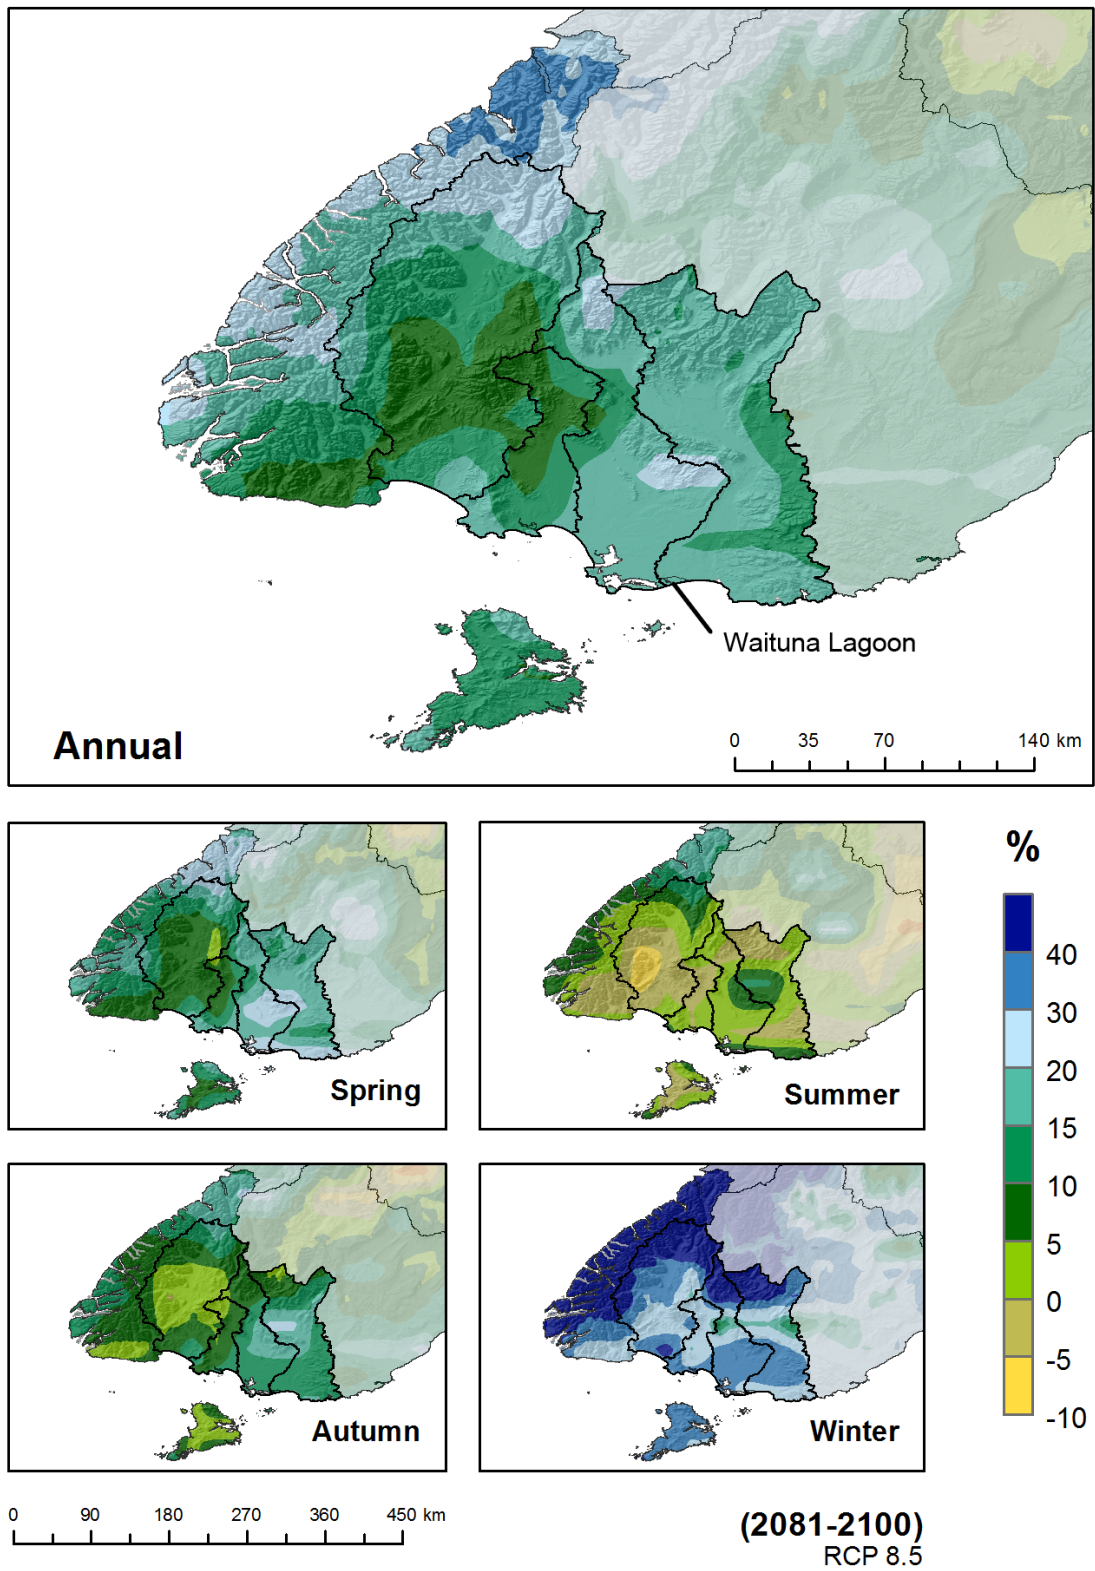 Waituna Lagoon
Annual
0 35 70 140 km
Spring
Summer
%
40
30
20
15
10
5
0
-5
-10
Autumn
Winter
0 90 180 270 360 450 km
(2081-2100)
RCP 8.5